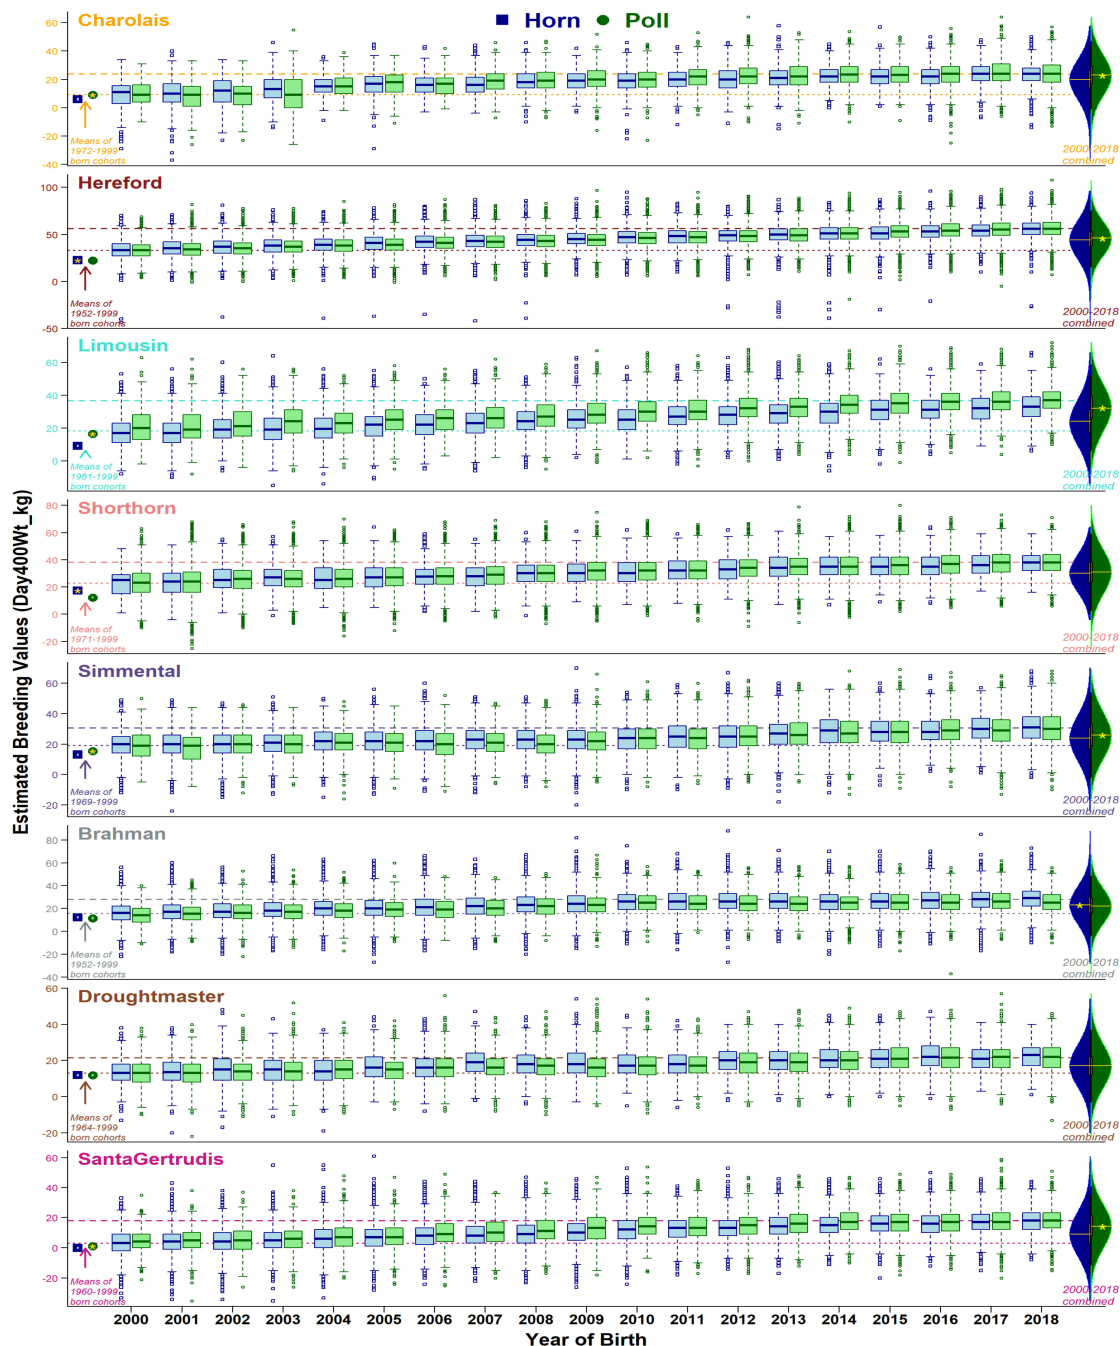 Horn Poll
Estimated Breeding Values (Day400Wt_kg)
Charolais
60
40
20
0
-20
-40
Means of
1972-1999
born cohorts
2000-2018
combined
Hereford
100
50
0
-50
Means of
1952-1999
born cohorts
2000-2018
combined
Limousin
60
40
20
0
Means of
1961-1999
born cohorts
2000-2018
combined
Shorthorn
80
60
40
20
0
-20
Means of
1971-1999
born cohorts
2000-2018
combined
Simmental
60
40
20
0
-20
Means of
1969-1999
born cohorts
2000-2018
combined
Brahman
80
60
40
20
0
-20
-40
Means of
1952-1999
born cohorts
2000-2018
combined
Droughtmaster
60
40
20
0
-20
Means of
1964-1999
born cohorts
2000-2018
combined
SantaGertrudis
60
40
20
0
-20
Means of
1960-1999
born cohorts
2000-2018
combined
2000 2001 2002 2003 2004 2005 2006 2007 2008 2009 2010 2011 2012 2013 2014 2015 2016 2017 2018
Year of Birth